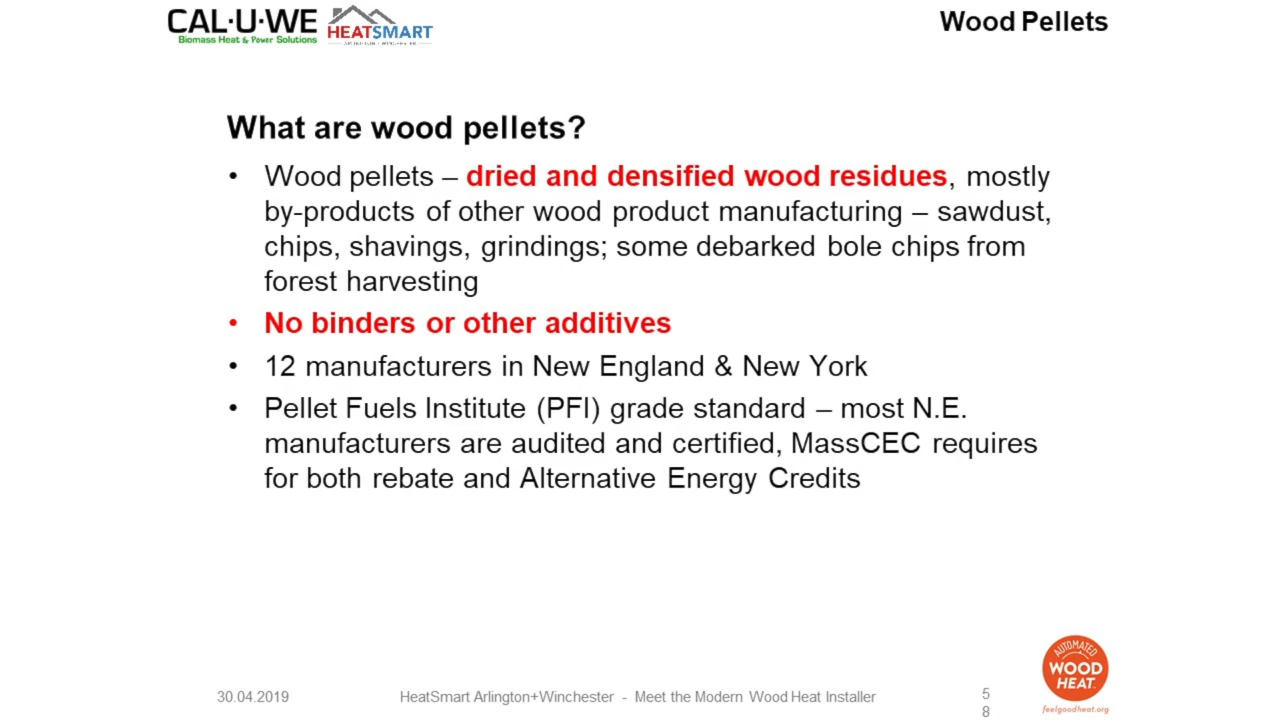 CAL·U·WE
Biomass Heat & Power Solutions
HEATSMART
ARLINGTON + WINCHESTER
Wood Pellets
What are wood pellets?
• Wood pellets – dried and densified wood residues, mostly
by-products of other wood product manufacturing – sawdust,
chips, shavings, grindings; some debarked bole chips from
forest harvesting
• No binders or other additives
• 12 manufacturers in New England & New York
• Pellet Fuels Institute (PFI) grade standard – most N.E.
manufacturers are audited and certified, MassCEC requires
for both rebate and Alternative Energy Credits
AUTOMATED
WOOD
HEAT
feelgoodheat.org
30.04.2019
HeatSmart Arlington+Winchester - Meet the Modern Wood Heat Installer
5
8